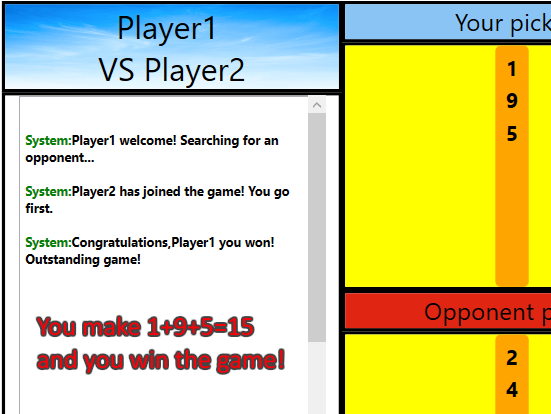 Player1
VS Player2
System:Player1 welcome! Searching for an
opponent...
System:Player2 has joined the game! You go
first.
System:Congratulations,Player1 you won!
Outstanding game!
You make 1+9+5=15
and you win the game!
Your pick
1
9
5
Opponent p
2
4